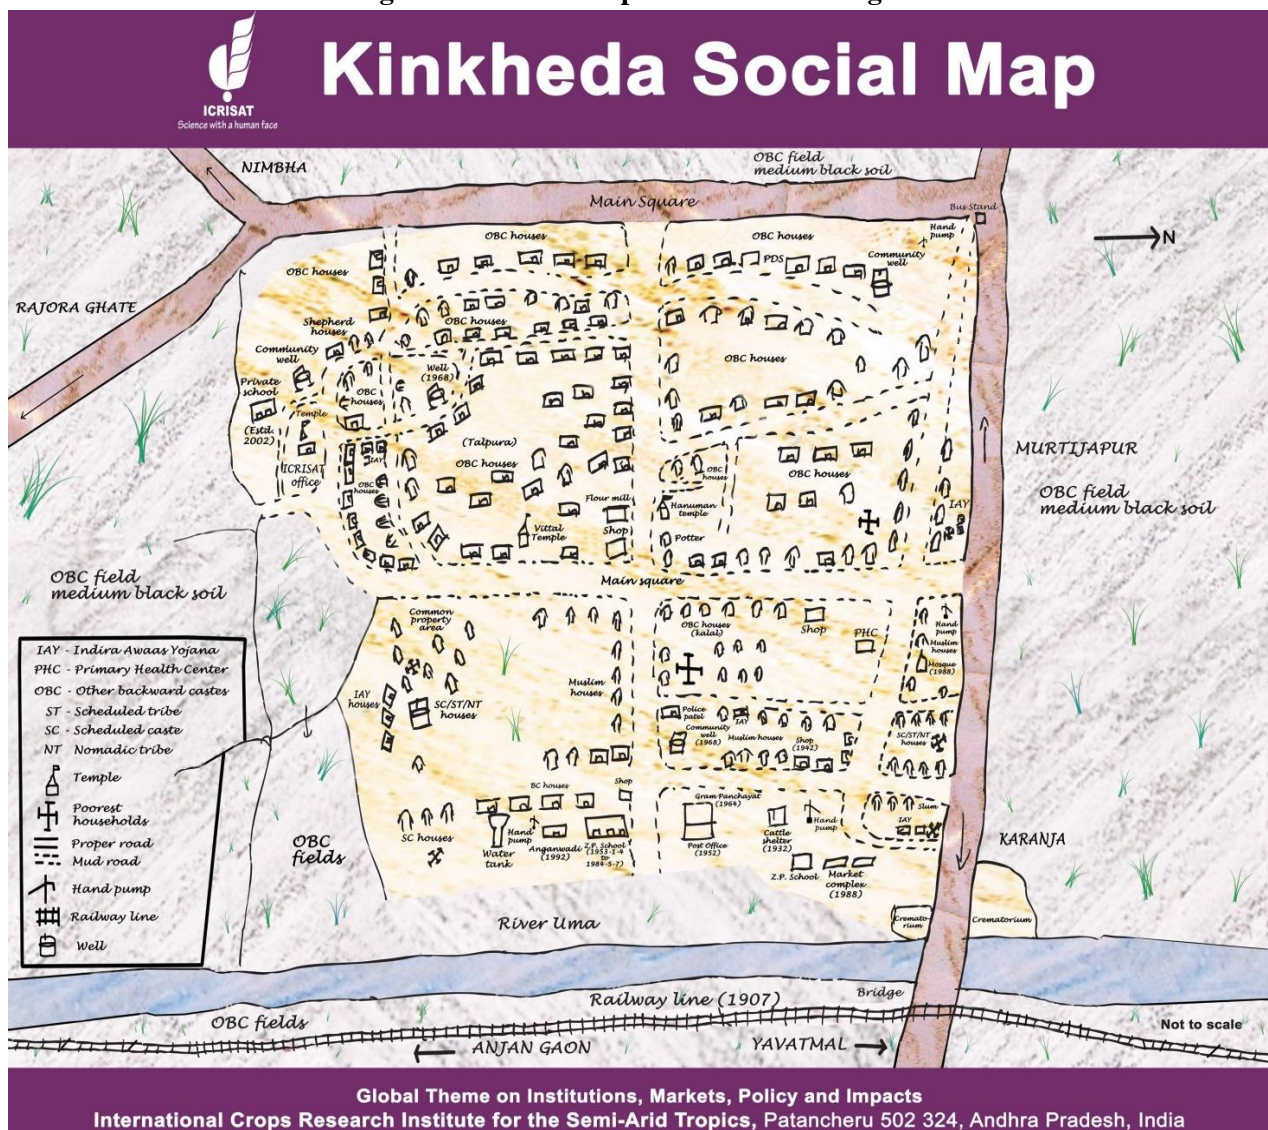 ICRISAT
Science with a human face
Kinkheda Social Map
NIMBHA
OBC field
medium black soil
Main Square
Bus Stand
N
OBC houses
OBC houses
Hand
pump
PDS
Community
well
OBC houses
RAJORA GHATE
Shepherd
houses
OBC houses
Community
well
Well
(1968)
OBC houses
Private
school
(Estd.
2002)
OBC
houses
Temple
ICRISAT
office
IAY
OBC
houses
(Talpura)
OBC houses
Flour mill
Shop
Vittal
Temple
OBC
houses
OBC houses
Hanuman
temple
Potter
IAY
MURTIJAPUR
OBC field
medium black soil
OBC field
medium black soil
Main square
Common
property
area
IAY
houses
SC/ST/NT
houses
Muslim
houses
OBC houses
(kalal)
Shop
PHC
Hand
pump
Muslim
houses
Mosque
(1988)
Police
patel
IAY
Community
well
(1968)
Muslim houses
Shop
(1942)
SC/ST/NT
houses
BC houses
Shop
SC houses
Water
tank
Hand
pump
Anganwadi
(1992)
Z.P. School
(1953-1-4
to
1984-5-7)
Gram Panchayat
(1964)
Post Office
(1952)
Cattle
shelter
(1932)
Hand
pump
Slum
IAY
Z.P. School
Market
complex
(1988)
KARANJA
Cremato-
rium
Crematorium
OBC
fields
IAY - Indira Awaas Yojana
PHC - Primary Health Center
OBC - Other backward castes
ST - Scheduled tribe
SC - Scheduled caste
NT Nomadic tribe
Temple
Poorest
households
Proper road
Mud road
Hand pump
Railway line
Well
River Uma
Railway line (1907)
Bridge
OBC fields
ANJAN GAON
YAVATMAL
Not to scale
Global Theme on Institutions, Markets, Policy and Impacts
International Crops Research Institute for the Semi-Arid Tropics, Patancheru 502 324, Andhra Pradesh, India